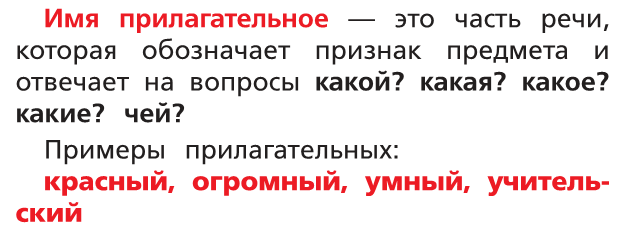 Имя прилагательное — это часть речи,
которая обозначает признак предмета и
отвечает на вопросы какой? какая? какое?
какие? чей?
Примеры прилагательных:
красный, огромный, умный, учитель-
ский